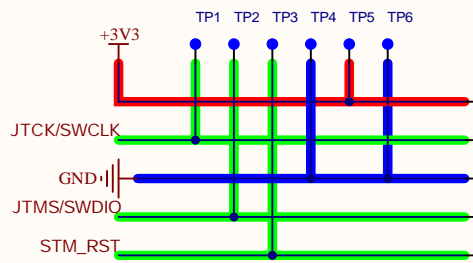 TP1 TP2 TP3 TP4 TP5 TP6
+3V3
JTCK/SWCLK
GND
JTMS/SWDIO
STM_RST